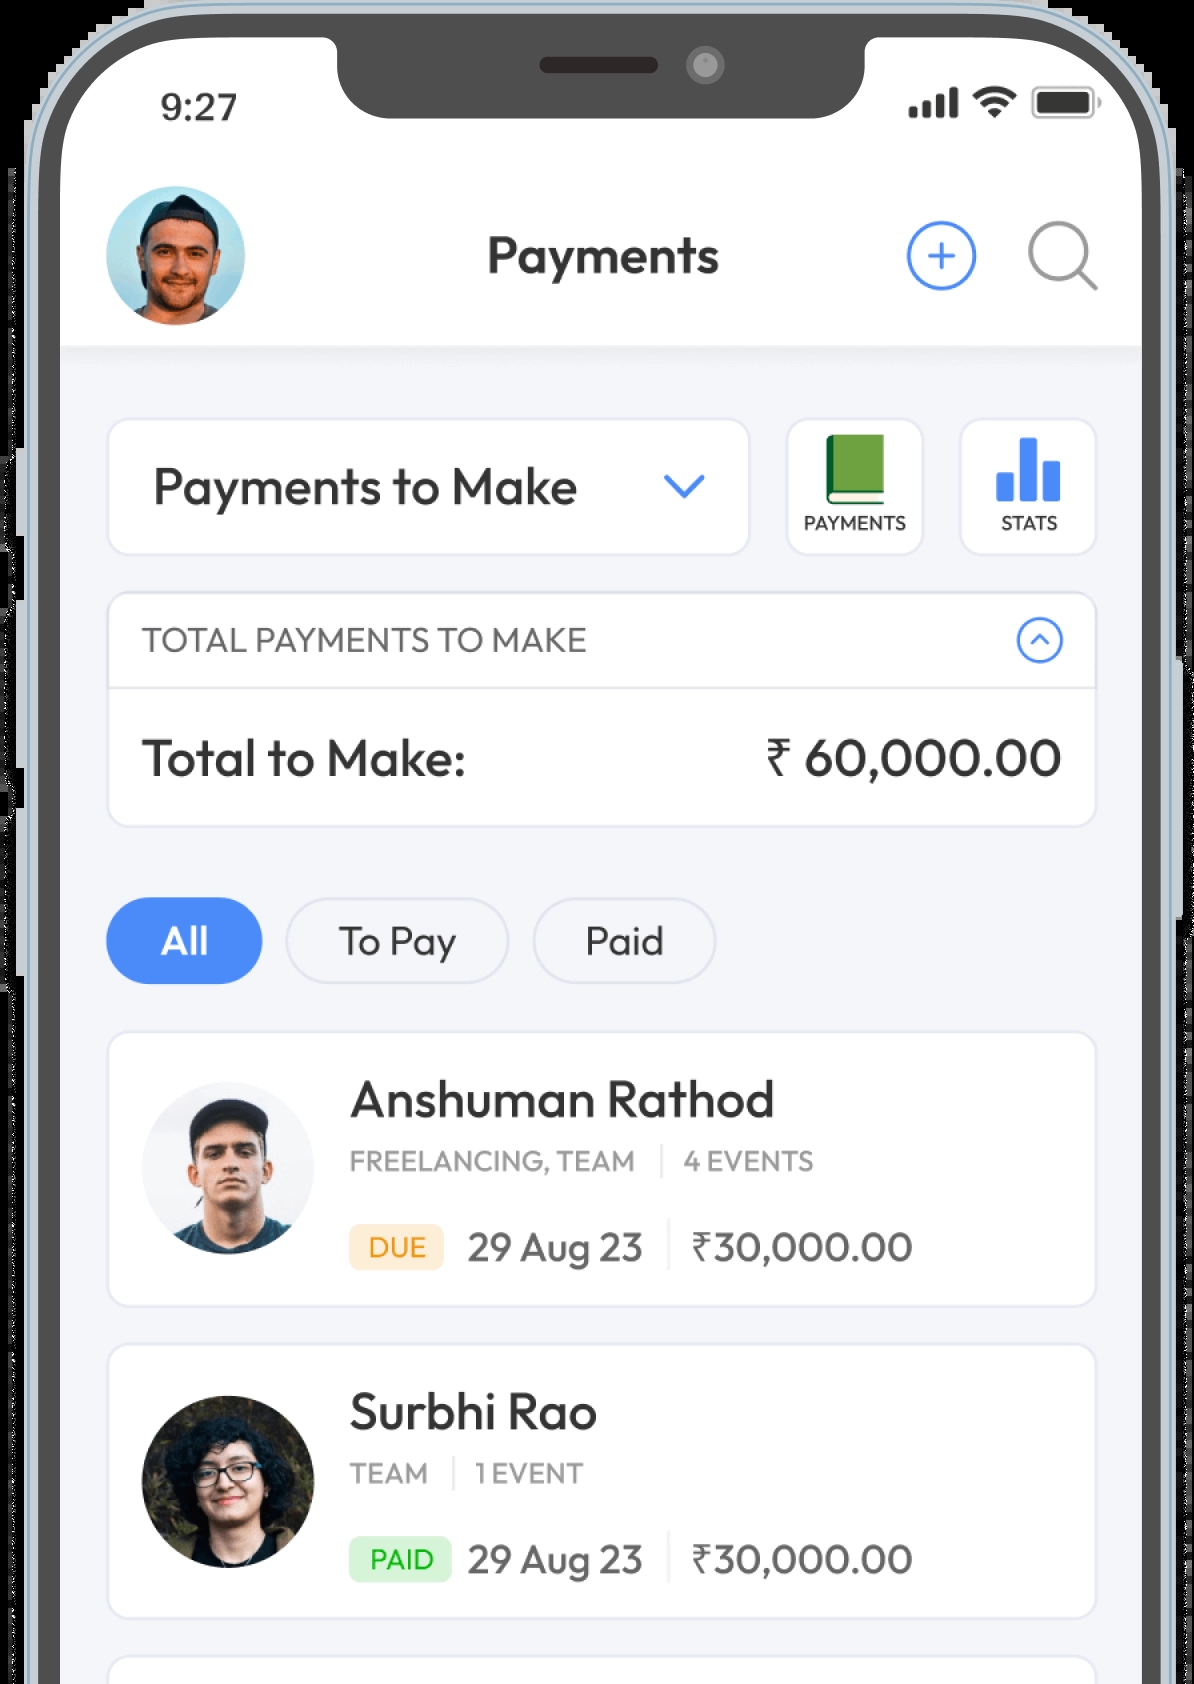 9:27
Payments
Payments to Make
PAYMENTS
STATS
TOTAL PAYMENTS TO MAKE
Total to Make: ₹ 60,000.00
All To Pay Paid
Anshuman Rathod
FREELANCING, TEAM 4 EVENTS
DUE 29 Aug 23 ₹30,000.00
Surbhi Rao
TEAM 1 EVENT
PAID 29 Aug 23 ₹30,000.00